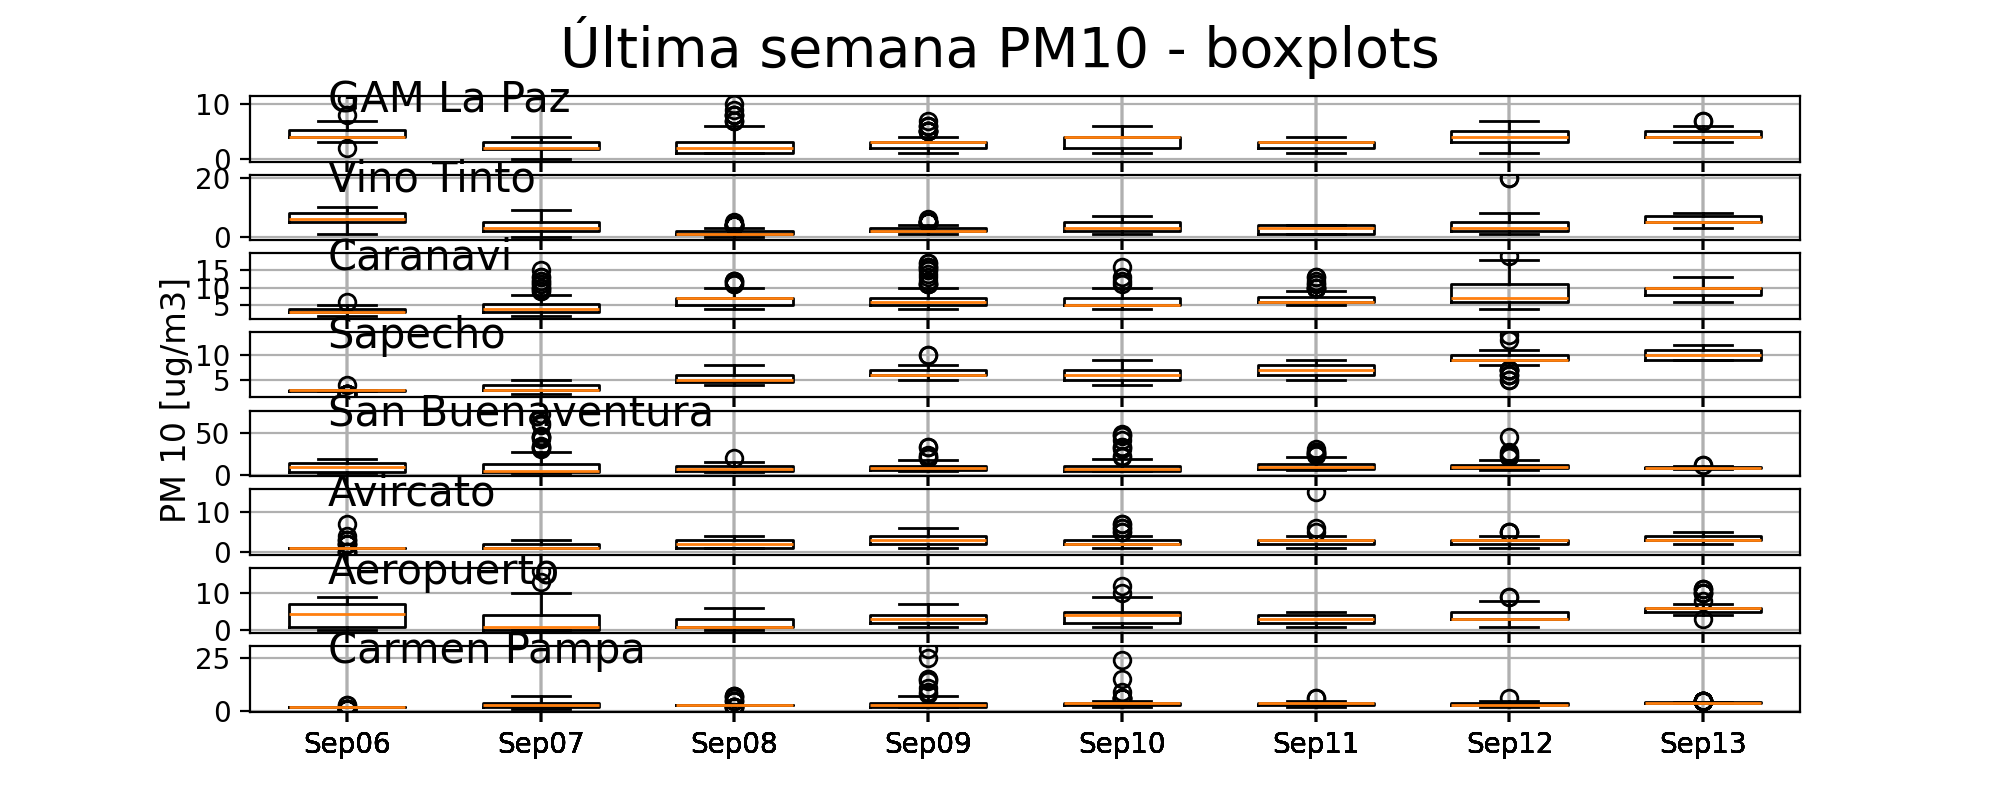 Última semana PM10 - boxplots
GAM La Paz
10
0
Vino Tinto
20
0
Caranavi
15
10
5
Sapecho
10
5
PM 10 [ug/m3]
San Buenaventura
50
0
Avircato
10
0
Aeropuerto
10
0
Carmen Pampa
25
0
Sep06 Sep07 Sep08 Sep09 Sep10 Sep11 Sep12 Sep13